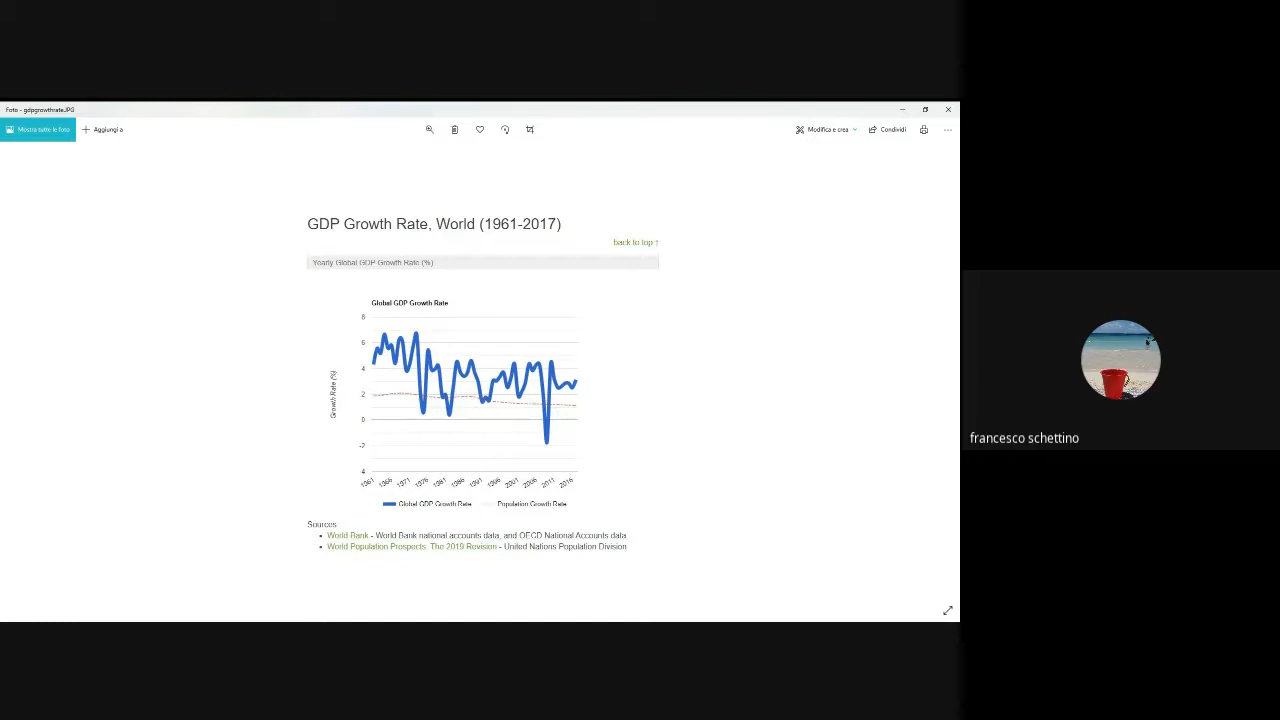 Foto - gdpgrowthrate.JPG
Mostra tutte le foto
Aggiungi a
Modifica e crea
Condividi
GDP Growth Rate, World (1961-2017)
back to top ↑
Yearly Global GDP Growth Rate (%)
Global GDP Growth Rate
8
6
4
2
0
-2
4
Growth Rate (%)
1961 1966 1971 1976 1981 1986 1991 1996 2001 2006 2011 2016
Global GDP Growth Rate Population Growth Rate
Sources
World Bank - World Bank national accounts data, and OECD National Accounts data
World Population Prospects: The 2019 Revision - United Nations Population Division
francesco schettino